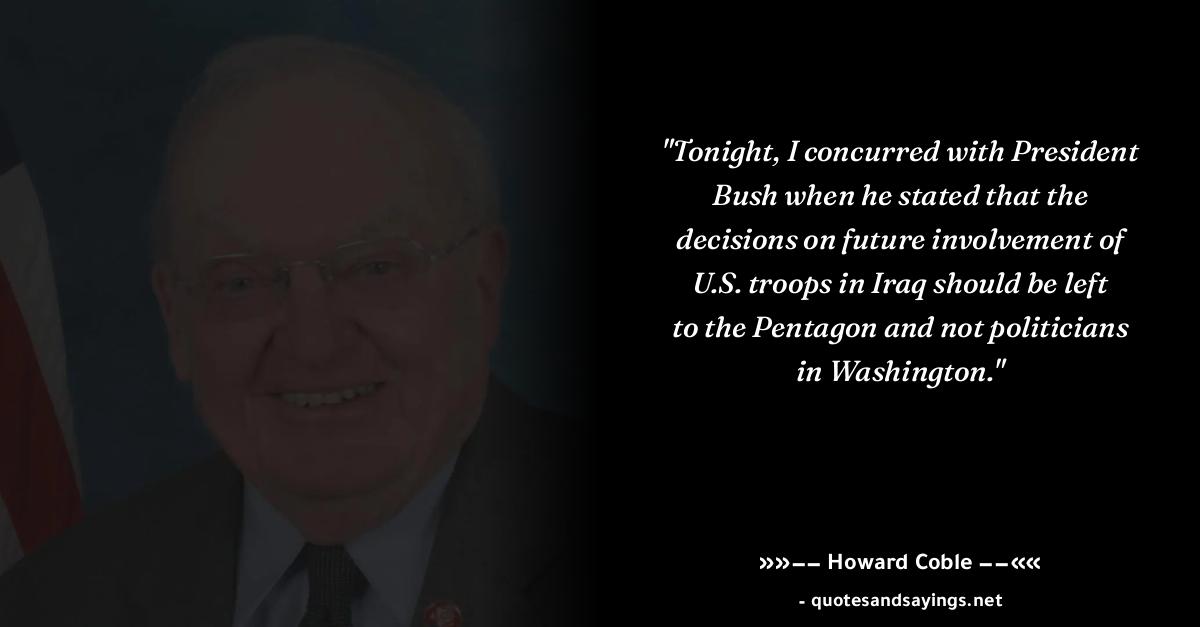 "Tonight, I concurred with President
Bush when he stated that the
decisions on future involvement of
U.S. troops in Iraq should be left
to the Pentagon and not politicians
in Washington."
»»–– Howard Coble ––««
- quotesandsayings.net